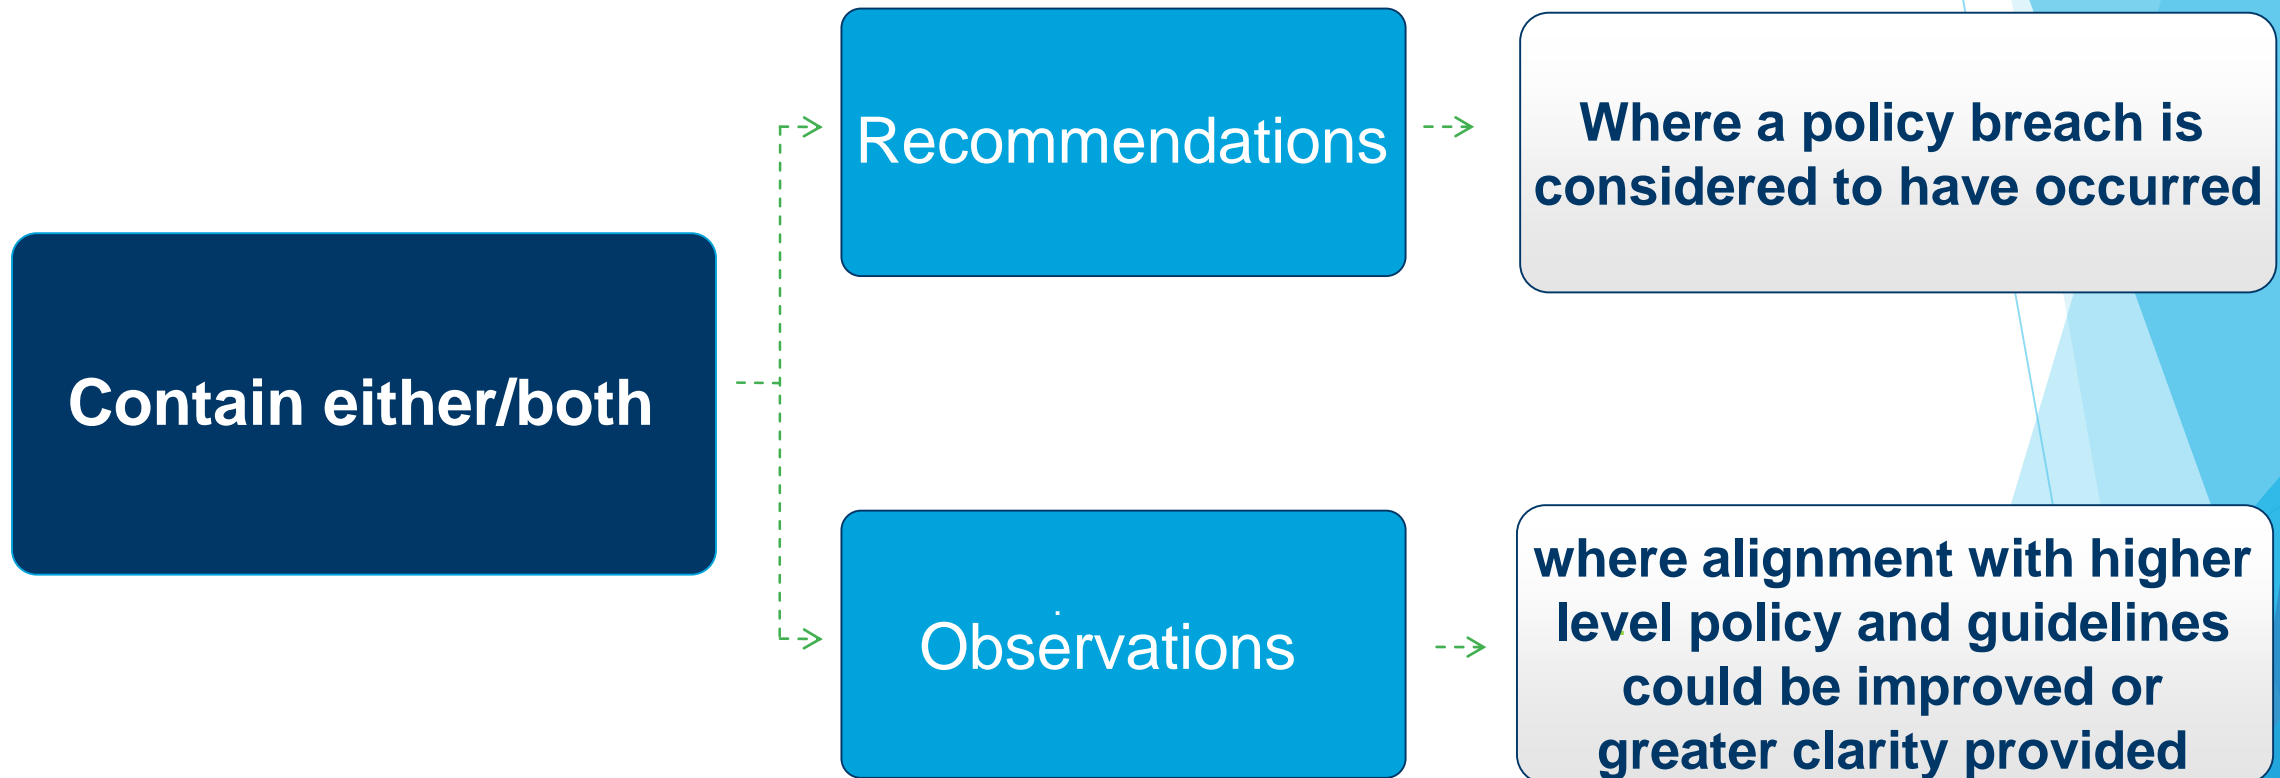 Contain either/both
Recommendations
Where a policy breach is
considered to have occurred
.
Observations
where alignment with higher
level policy and guidelines
could be improved or
greater clarity provided